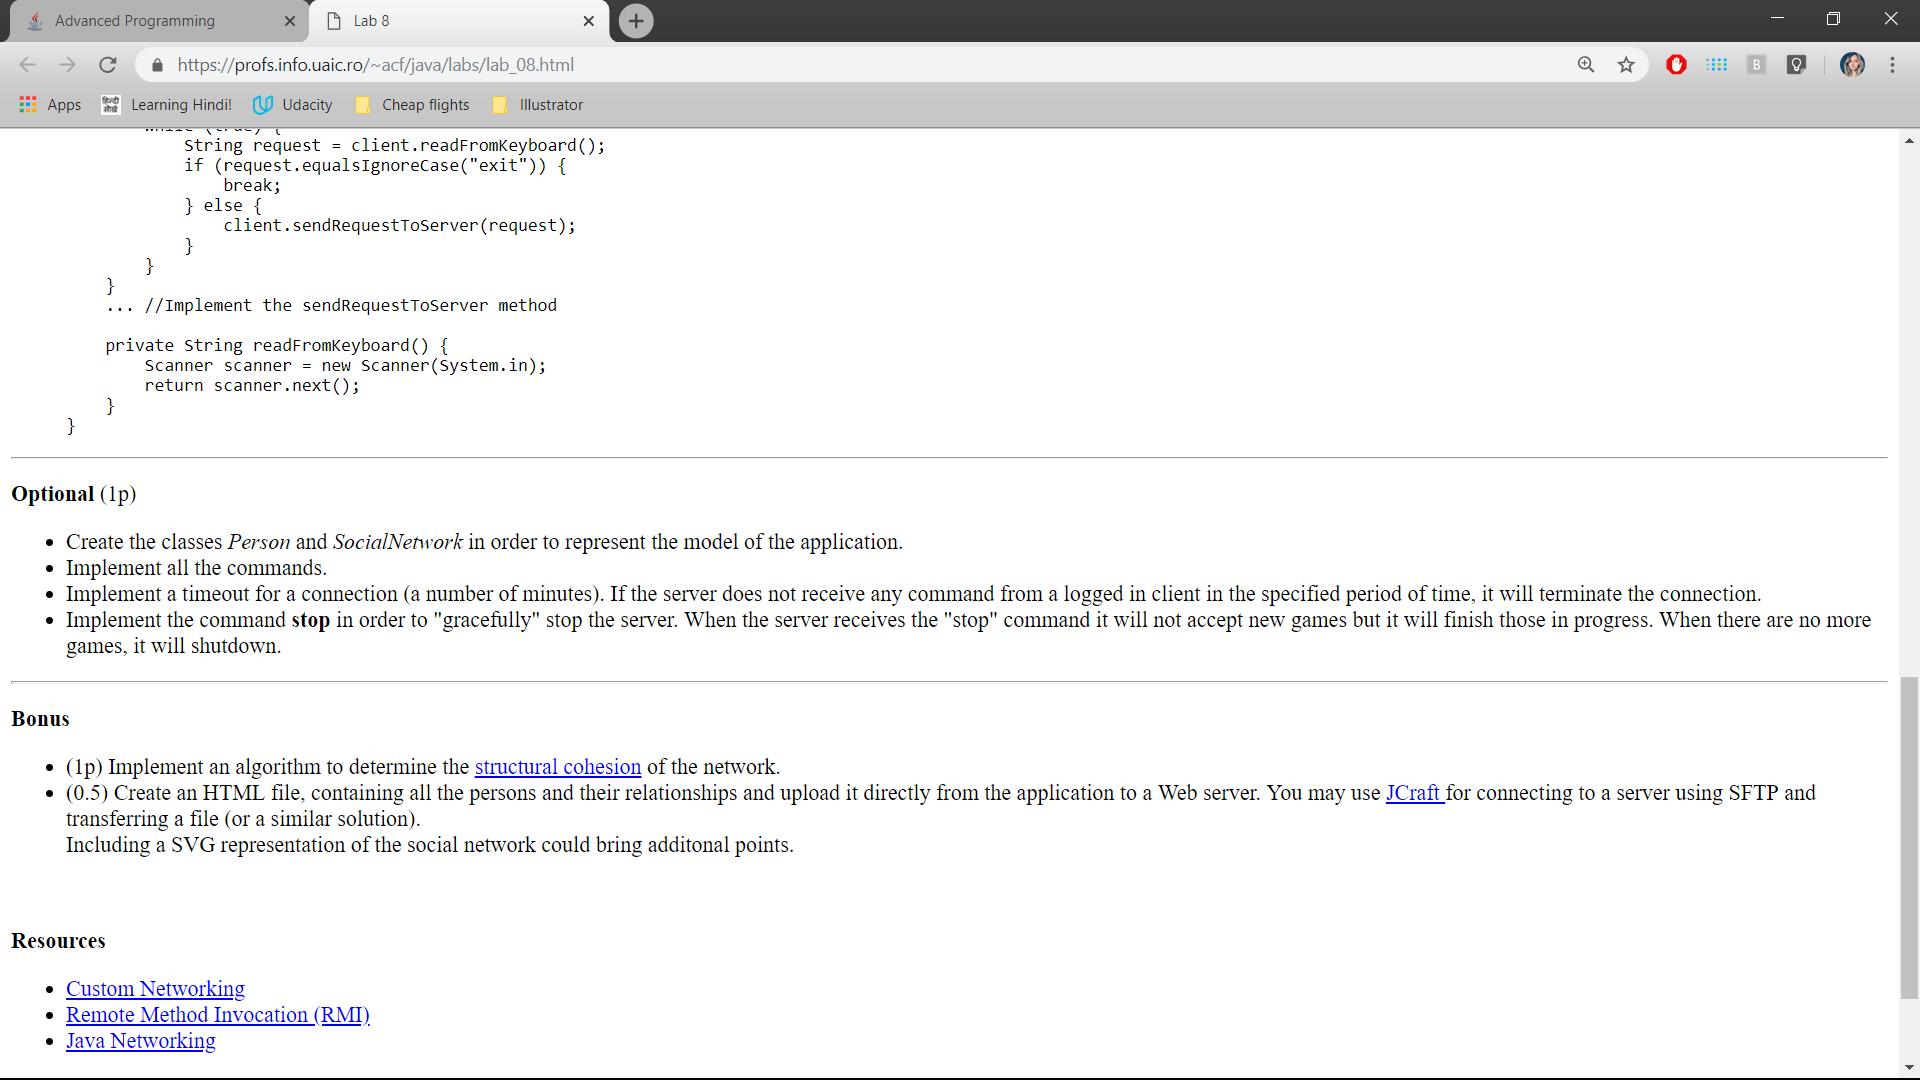 Advanced Programming
Lab 8
https://profs.info.uaic.ro/~acf/java/labs/lab_08.html
B
Apps
Learning Hindi!
Udacity
Cheap flights
Illustrator
while (true) {
String request = client.readFromKeyboard();
if (request.equalsIgnoreCase("exit")) {
break;
} else {
client.sendRequestToServer(request);
}
}
}
... //Implement the sendRequestToServer method
private String readFromKeyboard() {
Scanner scanner = new Scanner(System.in);
return scanner.next();
}
}
Optional (1p)
• Create the classes Person and SocialNetwork in order to represent the model of the application.
• Implement all the commands.
• Implement a timeout for a connection (a number of minutes). If the server does not receive any command from a logged in client in the specified period of time, it will terminate the connection.
• Implement the command stop in order to "gracefully" stop the server. When the server receives the "stop" command it will not accept new games but it will finish those in progress. When there are no more
games, it will shutdown.
Bonus
• (1p) Implement an algorithm to determine the structural cohesion of the network.
• (0.5) Create an HTML file, containing all the persons and their relationships and upload it directly from the application to a Web server. You may use JCraft for connecting to a server using SFTP and
transferring a file (or a similar solution).
Including a SVG representation of the social network could bring additonal points.
Resources
• Custom Networking
• Remote Method Invocation (RMI)
• Java Networking